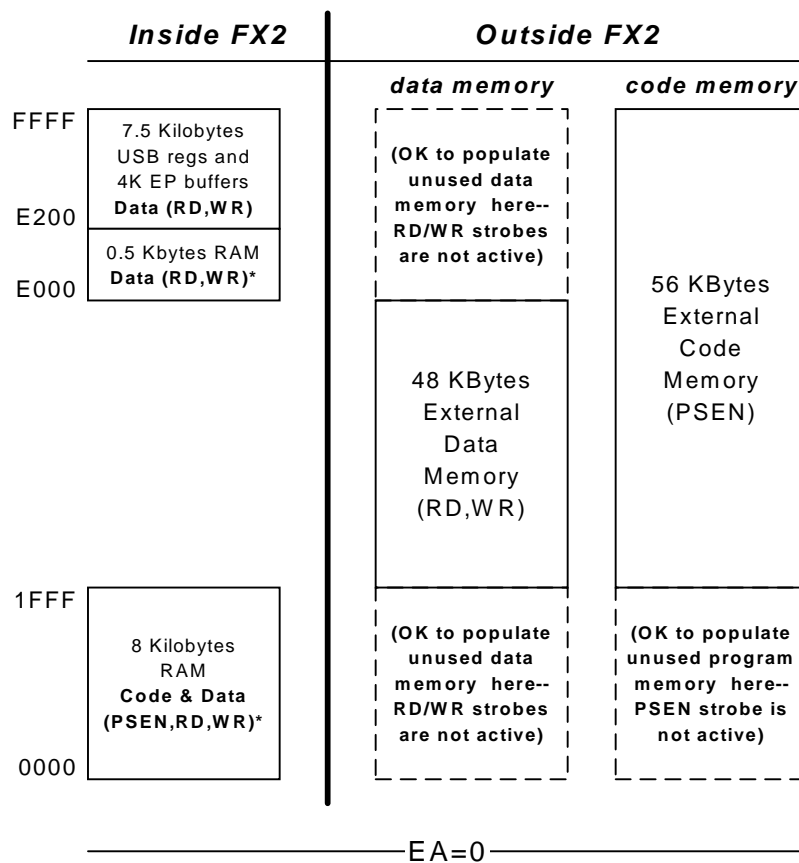 Inside FX2
Outside FX2
data memory
code memory
FFFF
7.5 Kilobytes
USB regs and
4K EP buffers
Data (RD,WR)
E200
0.5 Kbytes RAM
Data (RD,WR)*
E000
(OK to populate
unused data
memory here--
RD/WR strobes
are not active)
48 KBytes
External
Data
Memory
(RD,WR)
56 KBytes
External
Code
Memory
(PSEN)
1FFF
8 Kilobytes
RAM
Code & Data
(PSEN,RD,WR)*
0000
(OK to populate
unused data
memory here--
RD/WR strobes
are not active)
(OK to populate
unused program
memory here--
PSEN strobe is
not active)
EA=0